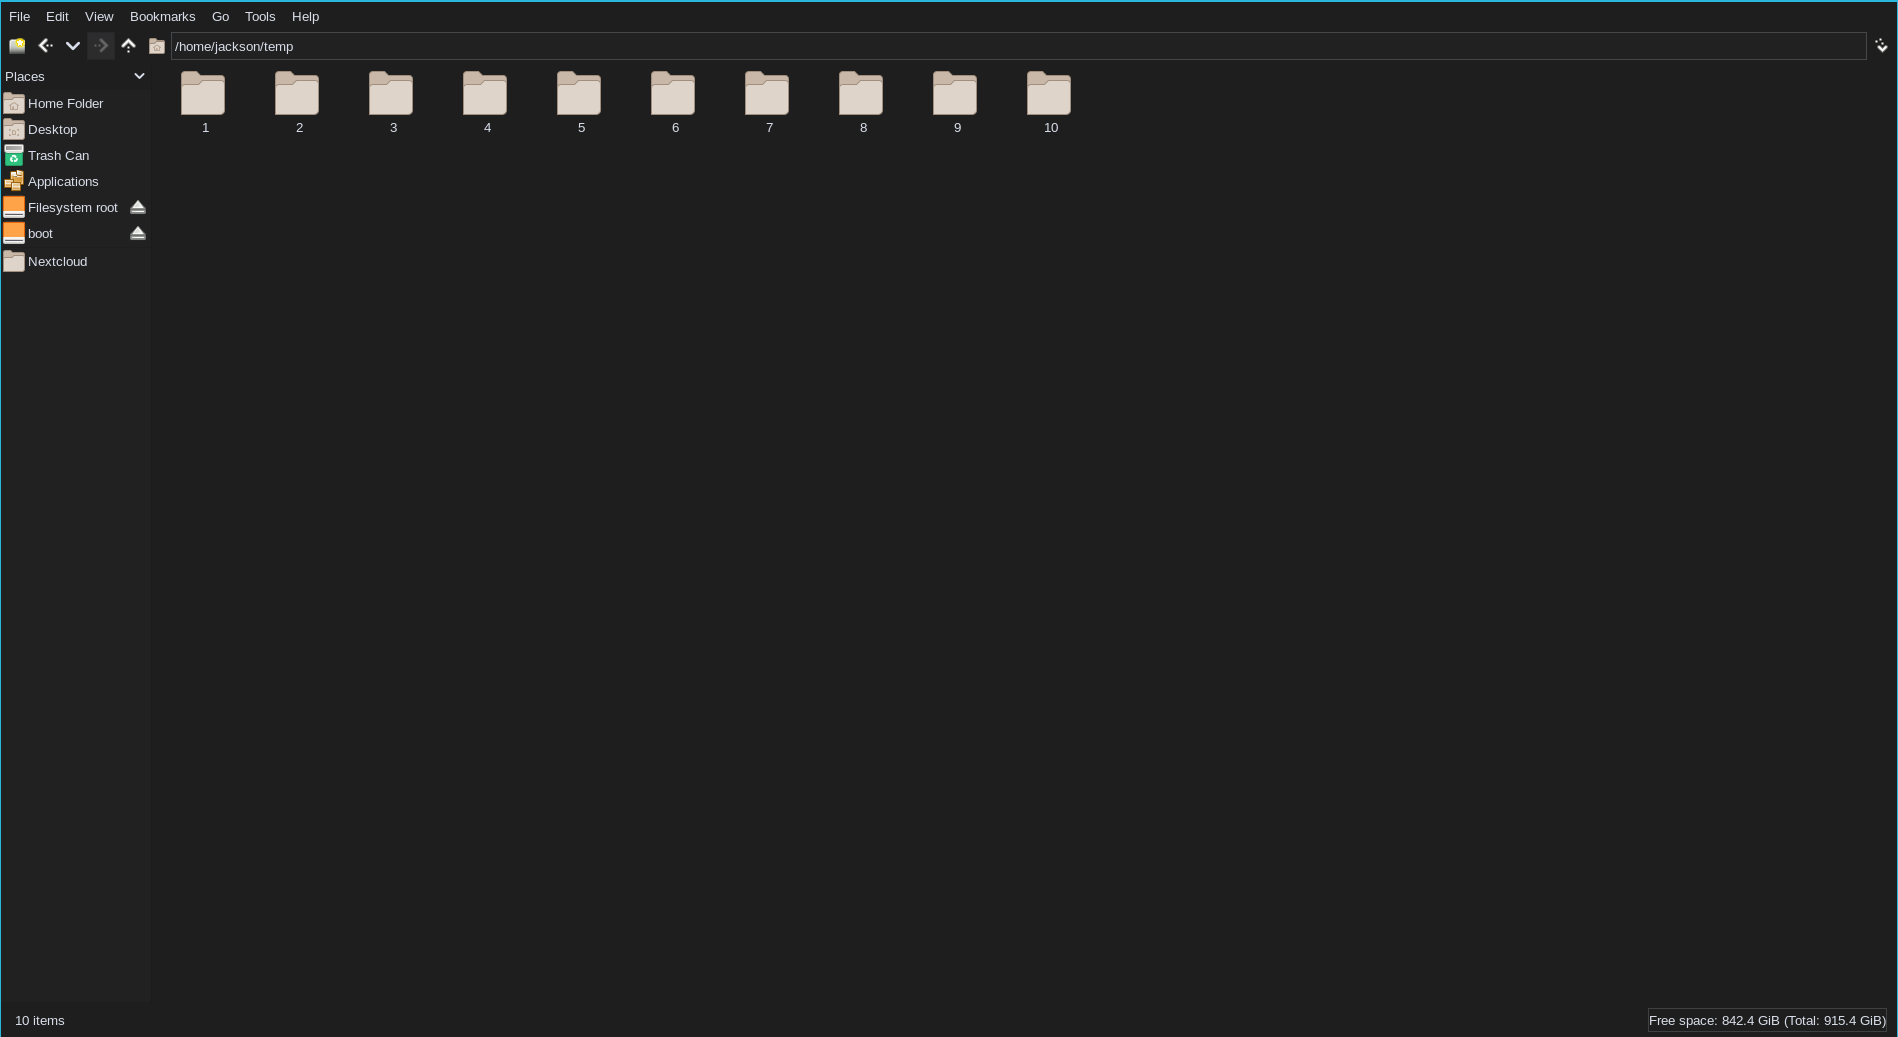 File Edit View Bookmarks Go Tools Help
/home/jackson/temp
Places
Home Folder
Desktop
Trash Can
Applications
Filesystem root
boot
Nextcloud
1 2 3 4 5 6 7 8 9 10
10 items
Free space: 842.4 GiB (Total: 915.4 GiB)